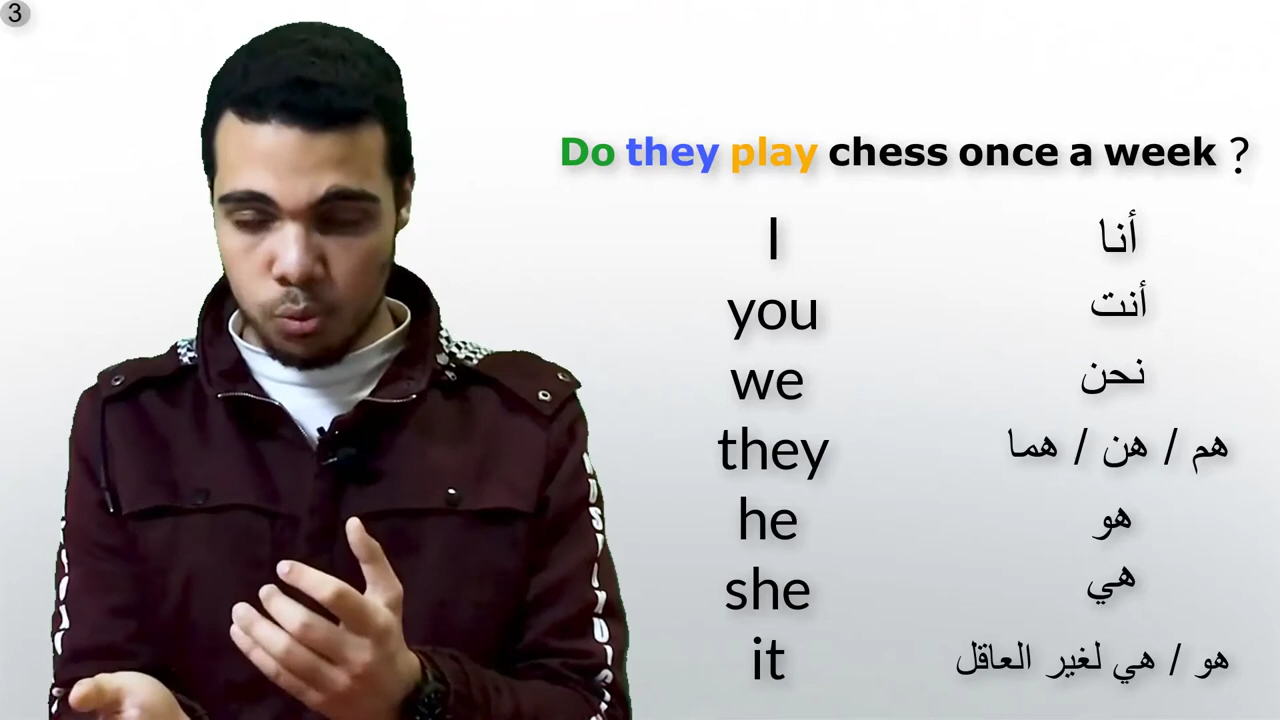 3
Do they play chess once a week ?
I أنا
you أنت
we نحن
they هم / هن / هما
he هو
she هي
it هو / هي لغير العاقل